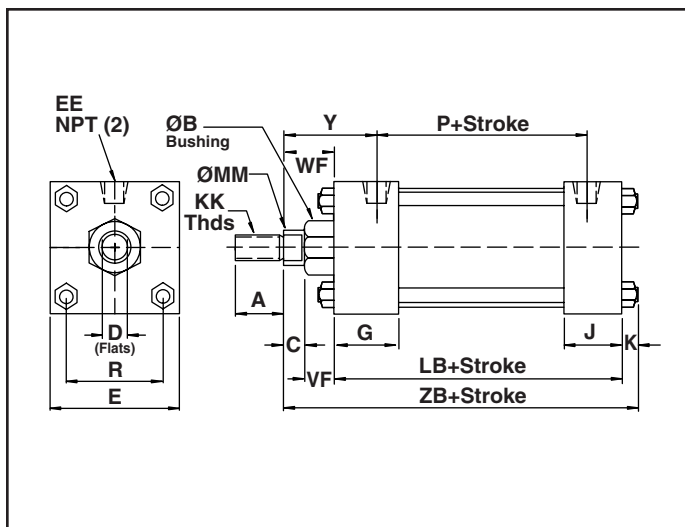 EE
NPT (2)
ØB
Bushing
Y
P+Stroke
WF
ØMM
KK
Thds
A
C
G
J
K
D
(Flats)
VF
LB+Stroke
R
E
ZB+Stroke